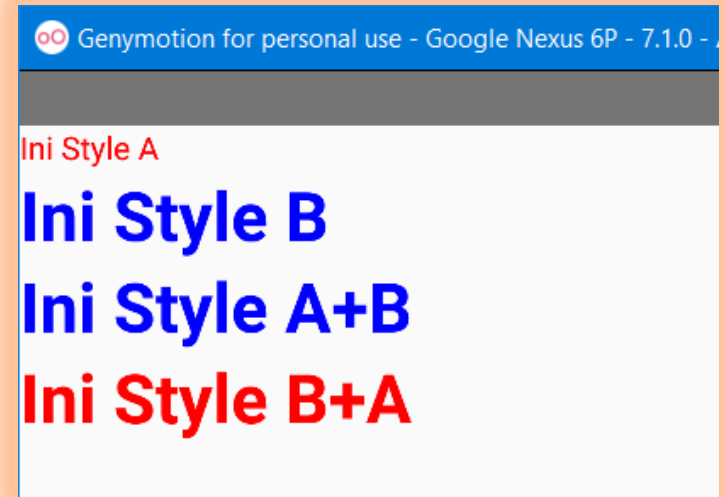 Genymotion for personal use - Google Nexus 6P - 7.1.0 -
Ini Style A
Ini Style B
Ini Style A+B
Ini Style B+A